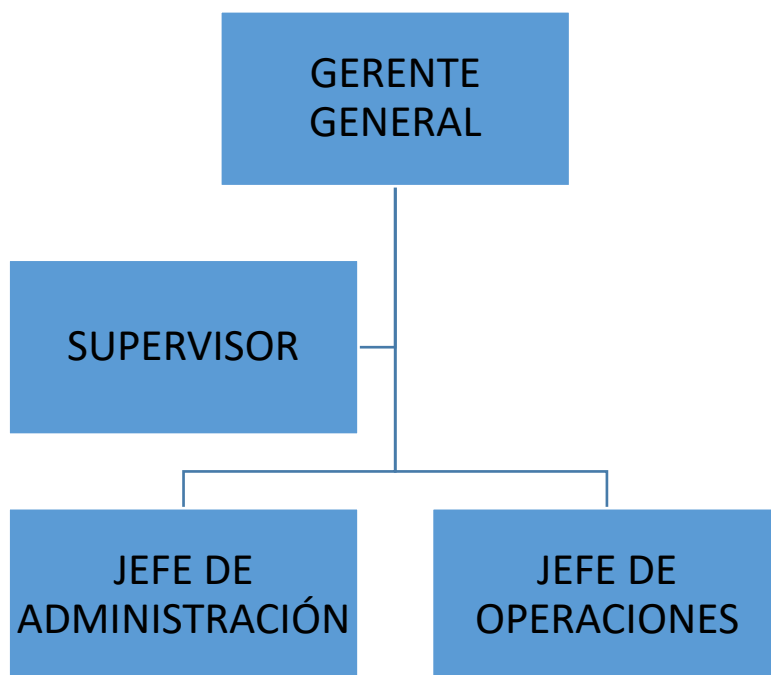 GERENTE
GENERAL
SUPERVISOR
JEFE DE
ADMINISTRACIÓN
JEFE DE
OPERACIONES